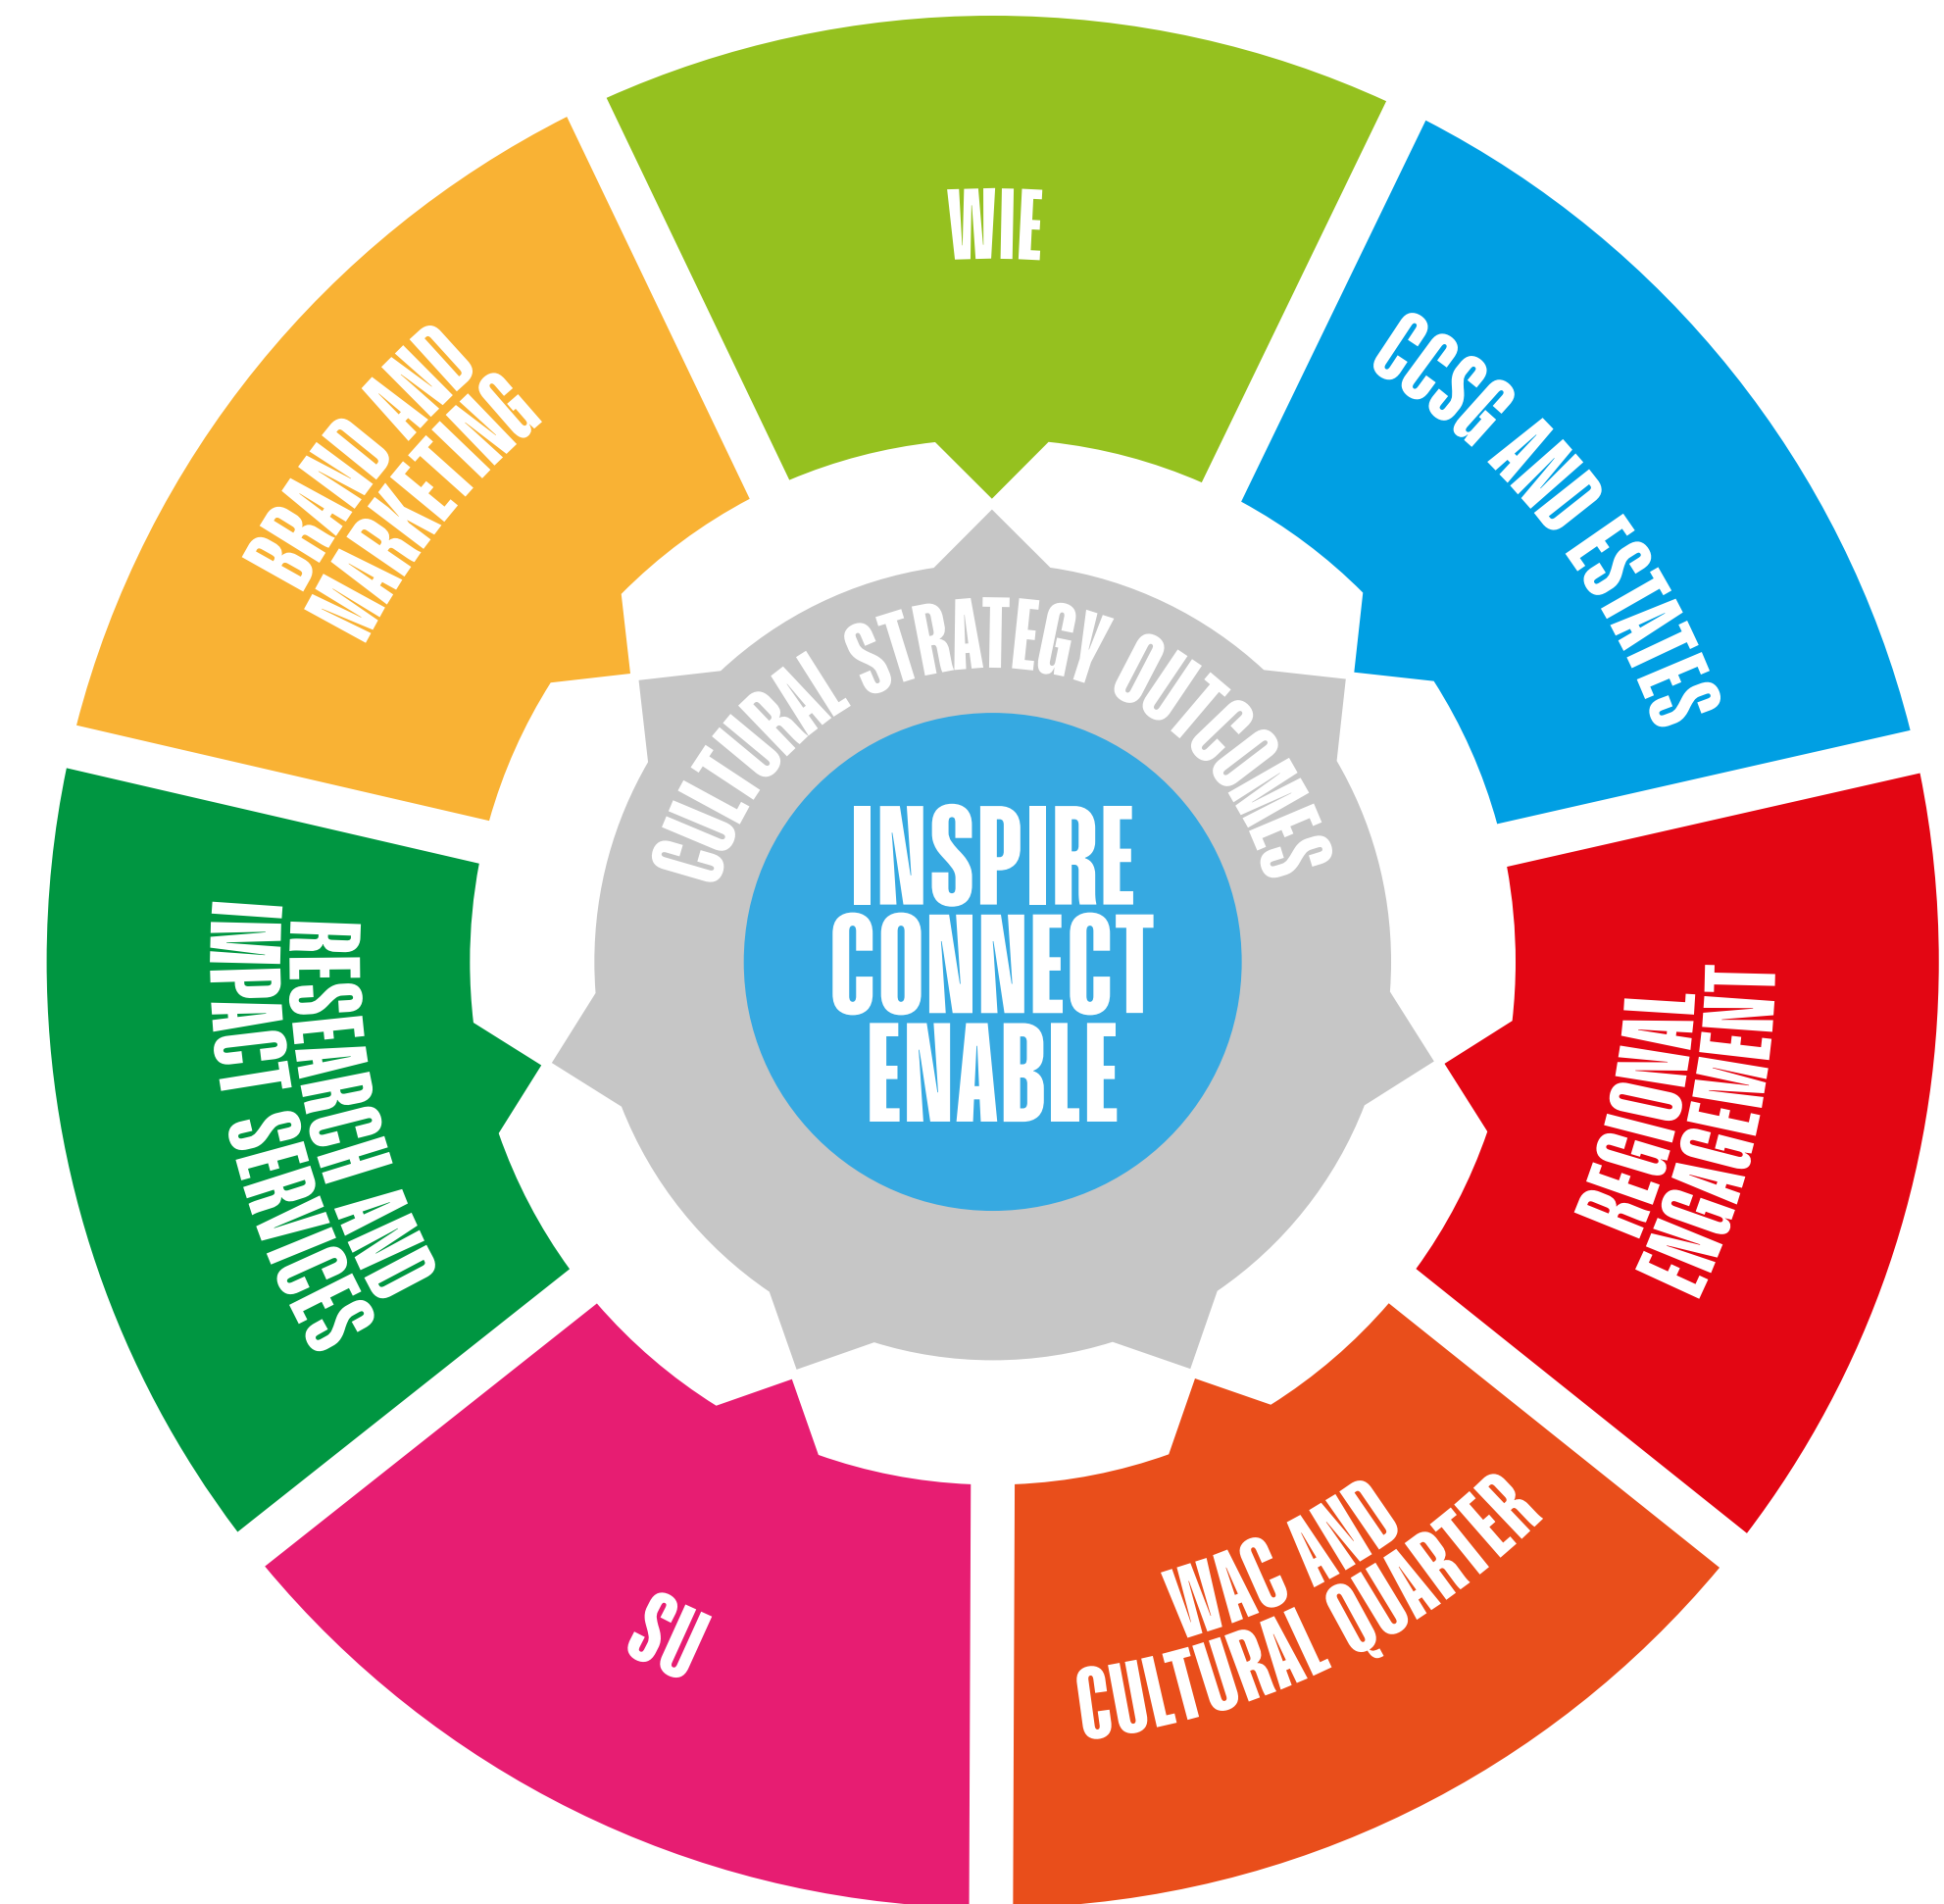 WIE
CCSG AND ESTATES
REGIONAL
ENGAGEMENT
WAC AND
CULTURAL QUARTER
SU
RESEARCH AND
IMPACT SERVICES
BRAND AND
MARKETING
CULTURAL STRATEGY OUTCOMES
INSPIRE
CONNECT
ENABLE